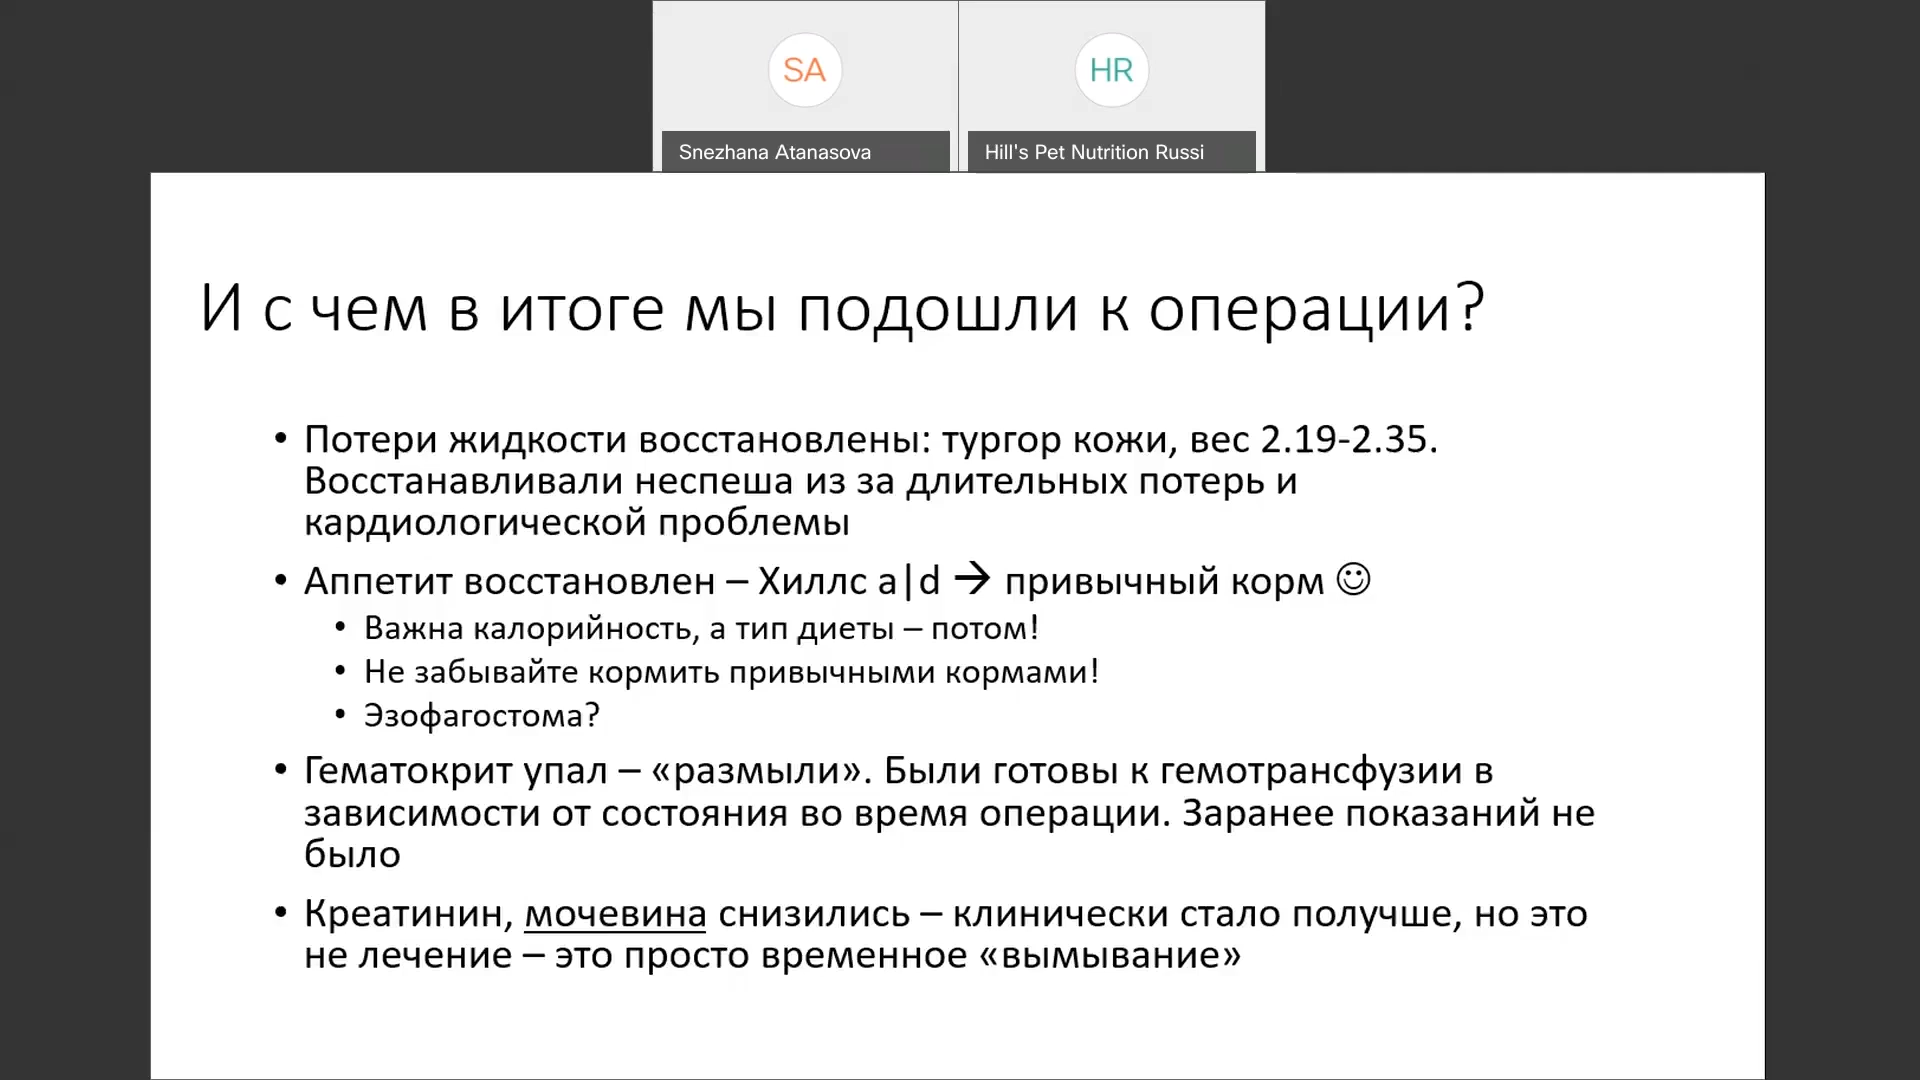 SA
HR
Snezhana Atanasova
Hill's Pet Nutrition Russi
И с чем в итоге мы подошли к операции?
• Потери жидкости восстановлены: тургор кожи, вес 2.19-2.35.
Восстанавливали неспеша из за длительных потерь и
кардиологической проблемы
• Аппетит восстановлен – Хиллс a|d → привычный корм ☺
• Важна калорийность, а тип диеты – потом!
• Не забывайте кормить привычными кормами!
• Эзофагостома?
• Гематокрит упал – «размыли». Были готовы к гемотрансфузии в
зависимости от состояния во время операции. Заранее показаний не
было
• Креатинин, мочевина снизились – клинически стало получше, но это
не лечение – это просто временное «вымывание»